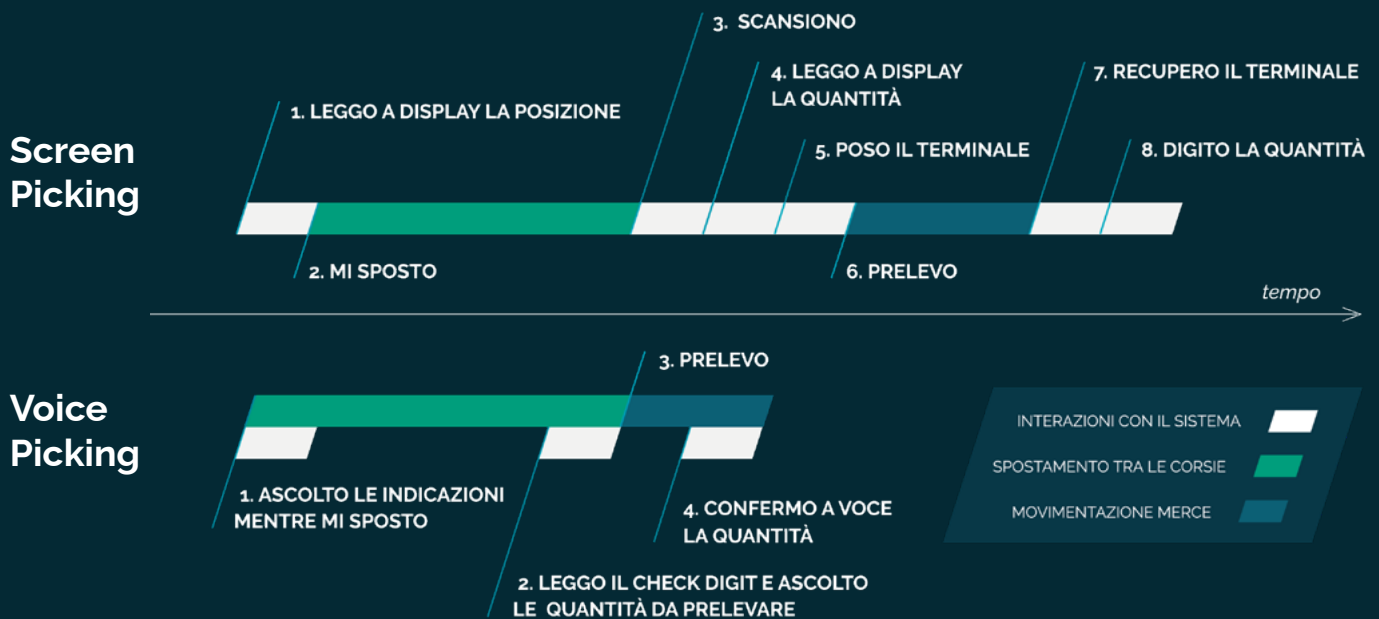 Screen
Picking
1. LEGGO A DISPLAY LA POSIZIONE
2. MI SPOSTO
3. SCANSIONO
4. LEGGO A DISPLAY
LA QUANTITÀ
5. POSO IL TERMINALE
6. PRELEVO
7. RECUPERO IL TERMINALE
8. DIGITO LA QUANTITÀ
tempo
Voice
Picking
1. ASCOLTO LE INDICAZIONI
MENTRE MI SPOSTO
2. LEGGO IL CHECK DIGIT E ASCOLTO
LE QUANTITÀ DA PRELEVARE
3. PRELEVO
4. CONFERMO A VOCE
LA QUANTITÀ
INTERAZIONI CON IL SISTEMA
SPOSTAMENTO TRA LE CORSIE
MOVIMENTAZIONE MERCE